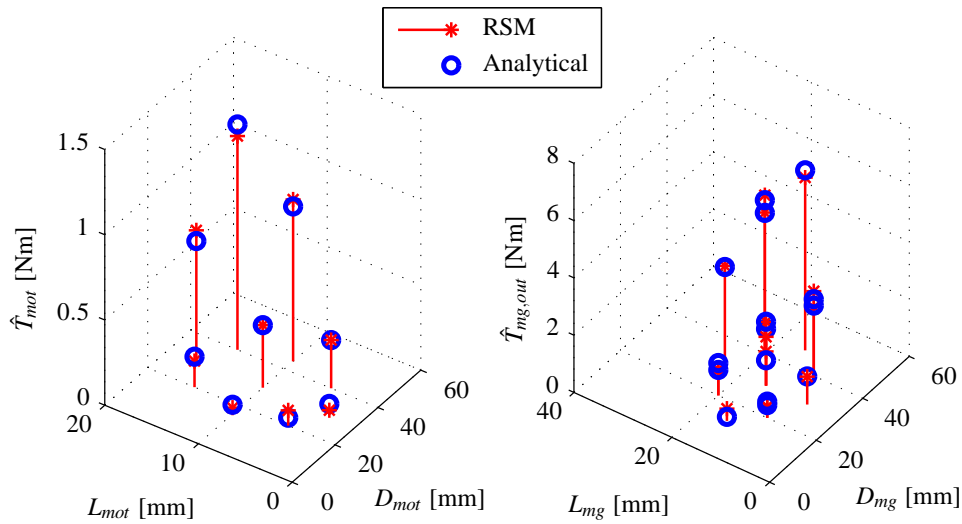 RSM
Analytical
1.5
1
0.5
0
T̂mot [Nm]
20
10
0
Lmot [mm]
0
20
40
60
Dmot [mm]
8
6
4
2
0
T̂mg,out [Nm]
40
20
0
Lmg [mm]
0
20
40
60
Dmg [mm]